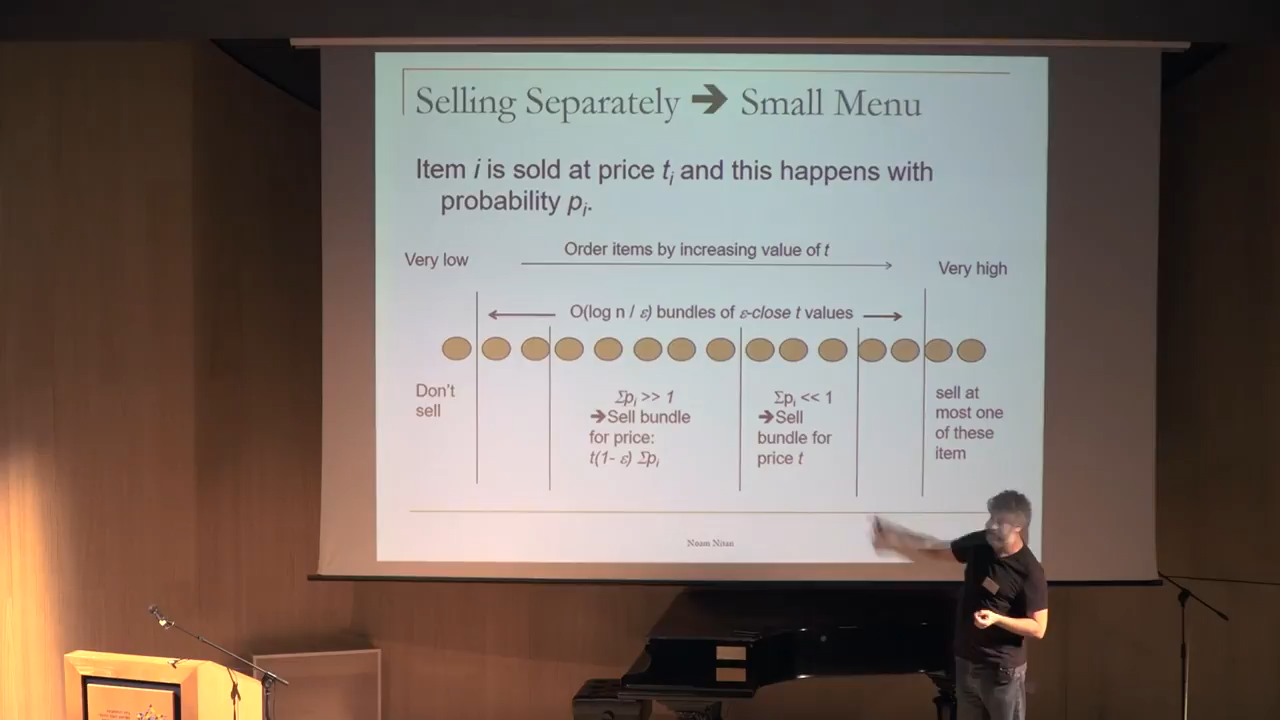 Selling Separately ➔ Small Menu
Item i is sold at price tᵢ and this happens with
probability pᵢ.
Order items by increasing value of t
Very low
Very high
O(log n / ε) bundles of ε-close t values
Don't
sell
Σpᵢ >> 1
➔Sell bundle
for price:
t(1- ε) Σpᵢ
Σpᵢ << 1
➔Sell
bundle for
price t
sell at
most one
of these
item
Noam Nisan